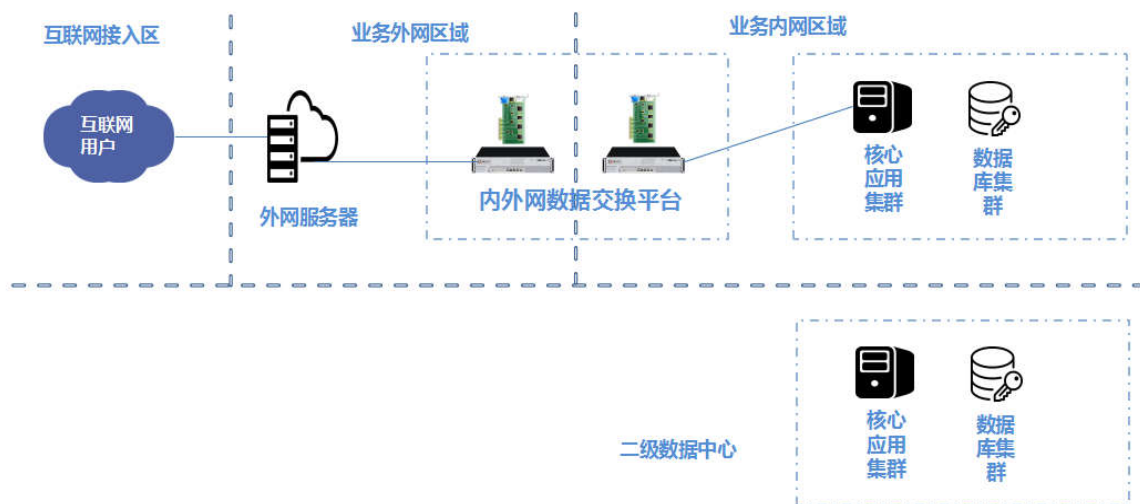 互联网接入区
业务外网区域
业务内网区域
互联网
用户
外网服务器
内外网数据交换平台
核心
应用
集群
数据
库集
群
二级数据中心
核心
应用
集群
数据
库集
群